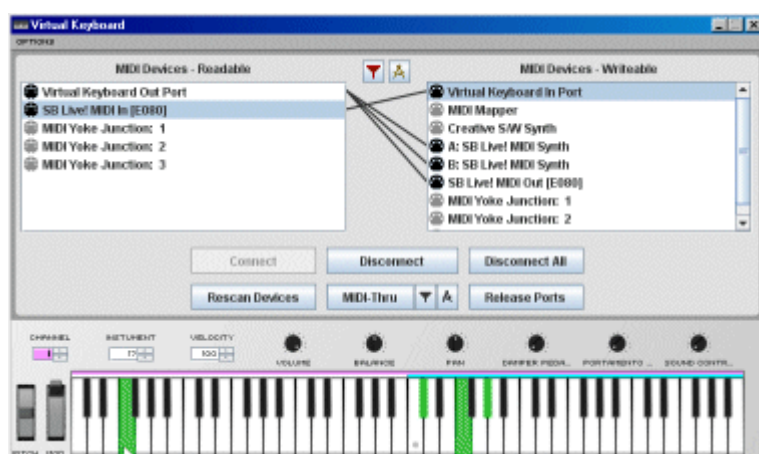 Virtual Keyboard
OPTIONS
MIDI Devices - Readable
MIDI Devices - Writeable
Virtual Keyboard Out Port
SB Live! MIDI In [E080]
MIDI Yoke Junction: 1
MIDI Yoke Junction: 2
MIDI Yoke Junction: 3
Virtual Keyboard In Port
MIDI Mapper
Creative S/W Synth
A: SB Live! MIDI Synth
B: SB Live! MIDI Synth
SB Live! MIDI Out [E080]
MIDI Yoke Junction: 1
MIDI Yoke Junction: 2
Connect
Disconnect
Disconnect All
Rescan Devices
MIDI-Thru
Release Ports
CHANNEL
INSTUMENT
VELOCITY
1
17
100
VOLUME
BALANCE
PAN
DAMPER PEDA...
PORTAMENTO ...
SOUND CONTR...